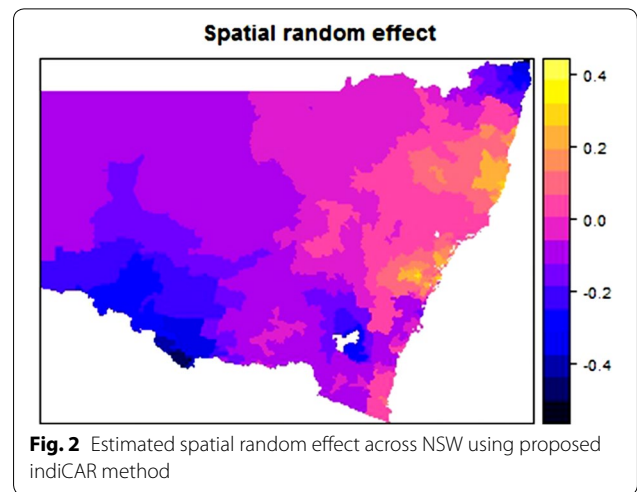 Spatial random effect
0.4
0.2
0.0
-0.2
-0.4
Fig. 2 Estimated spatial random effect across NSW using proposed
indiCAR method